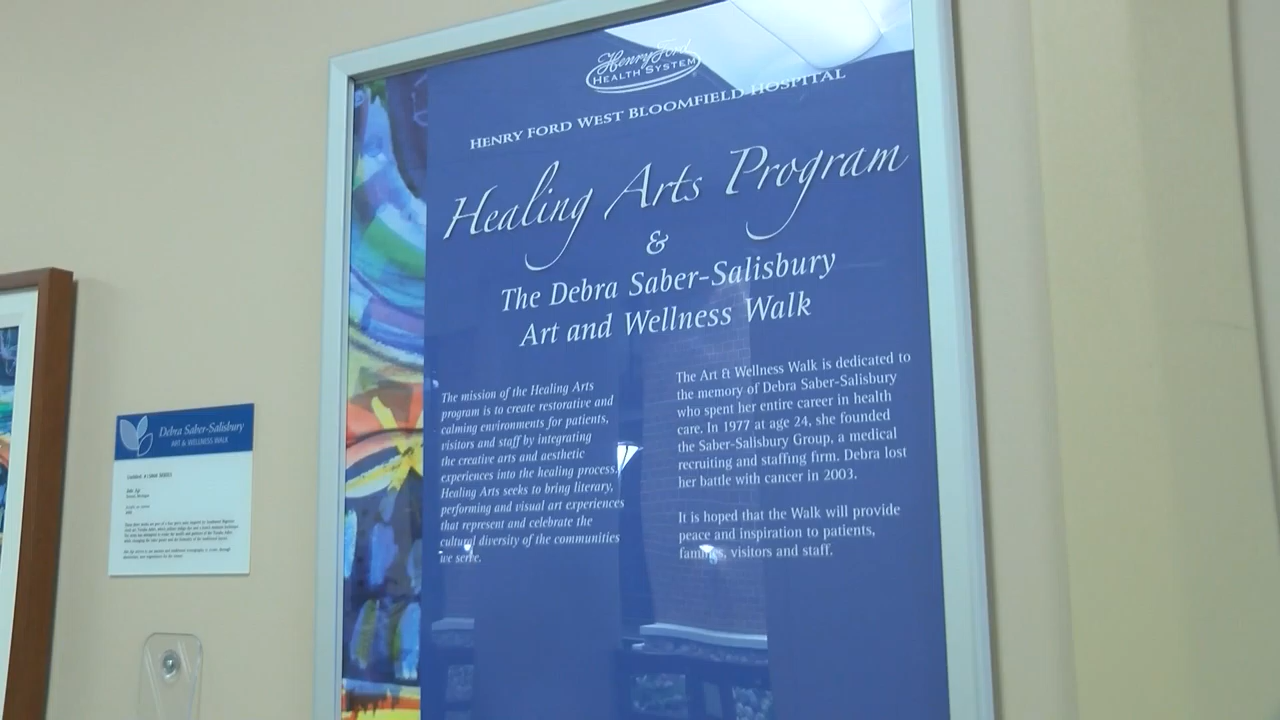 Henry Ford
HEALTH SYSTEM
HENRY FORD WEST BLOOMFIELD HOSPITAL
Healing Arts Program
&
The Debra Saber-Salisbury
Art and Wellness Walk
The mission of the Healing Arts
program is to create restorative and
calming environments for patients,
visitors and staff by integrating
the creative arts and aesthetic
experiences into the healing process.
Healing Arts seeks to bring literary,
performing and visual art experiences
that represent and celebrate the
cultural diversity of the communities
we serve.
The Art & Wellness Walk is dedicated to
the memory of Debra Saber-Salisbury
who spent her entire career in health
care. In 1977 at age 24, she founded
the Saber-Salisbury Group, a medical
recruiting and staffing firm. Debra lost
her battle with cancer in 2003.
It is hoped that the Walk will provide
peace and inspiration to patients,
families, visitors and staff.
Debra Saber-Salisbury
ART & WELLNESS WALK